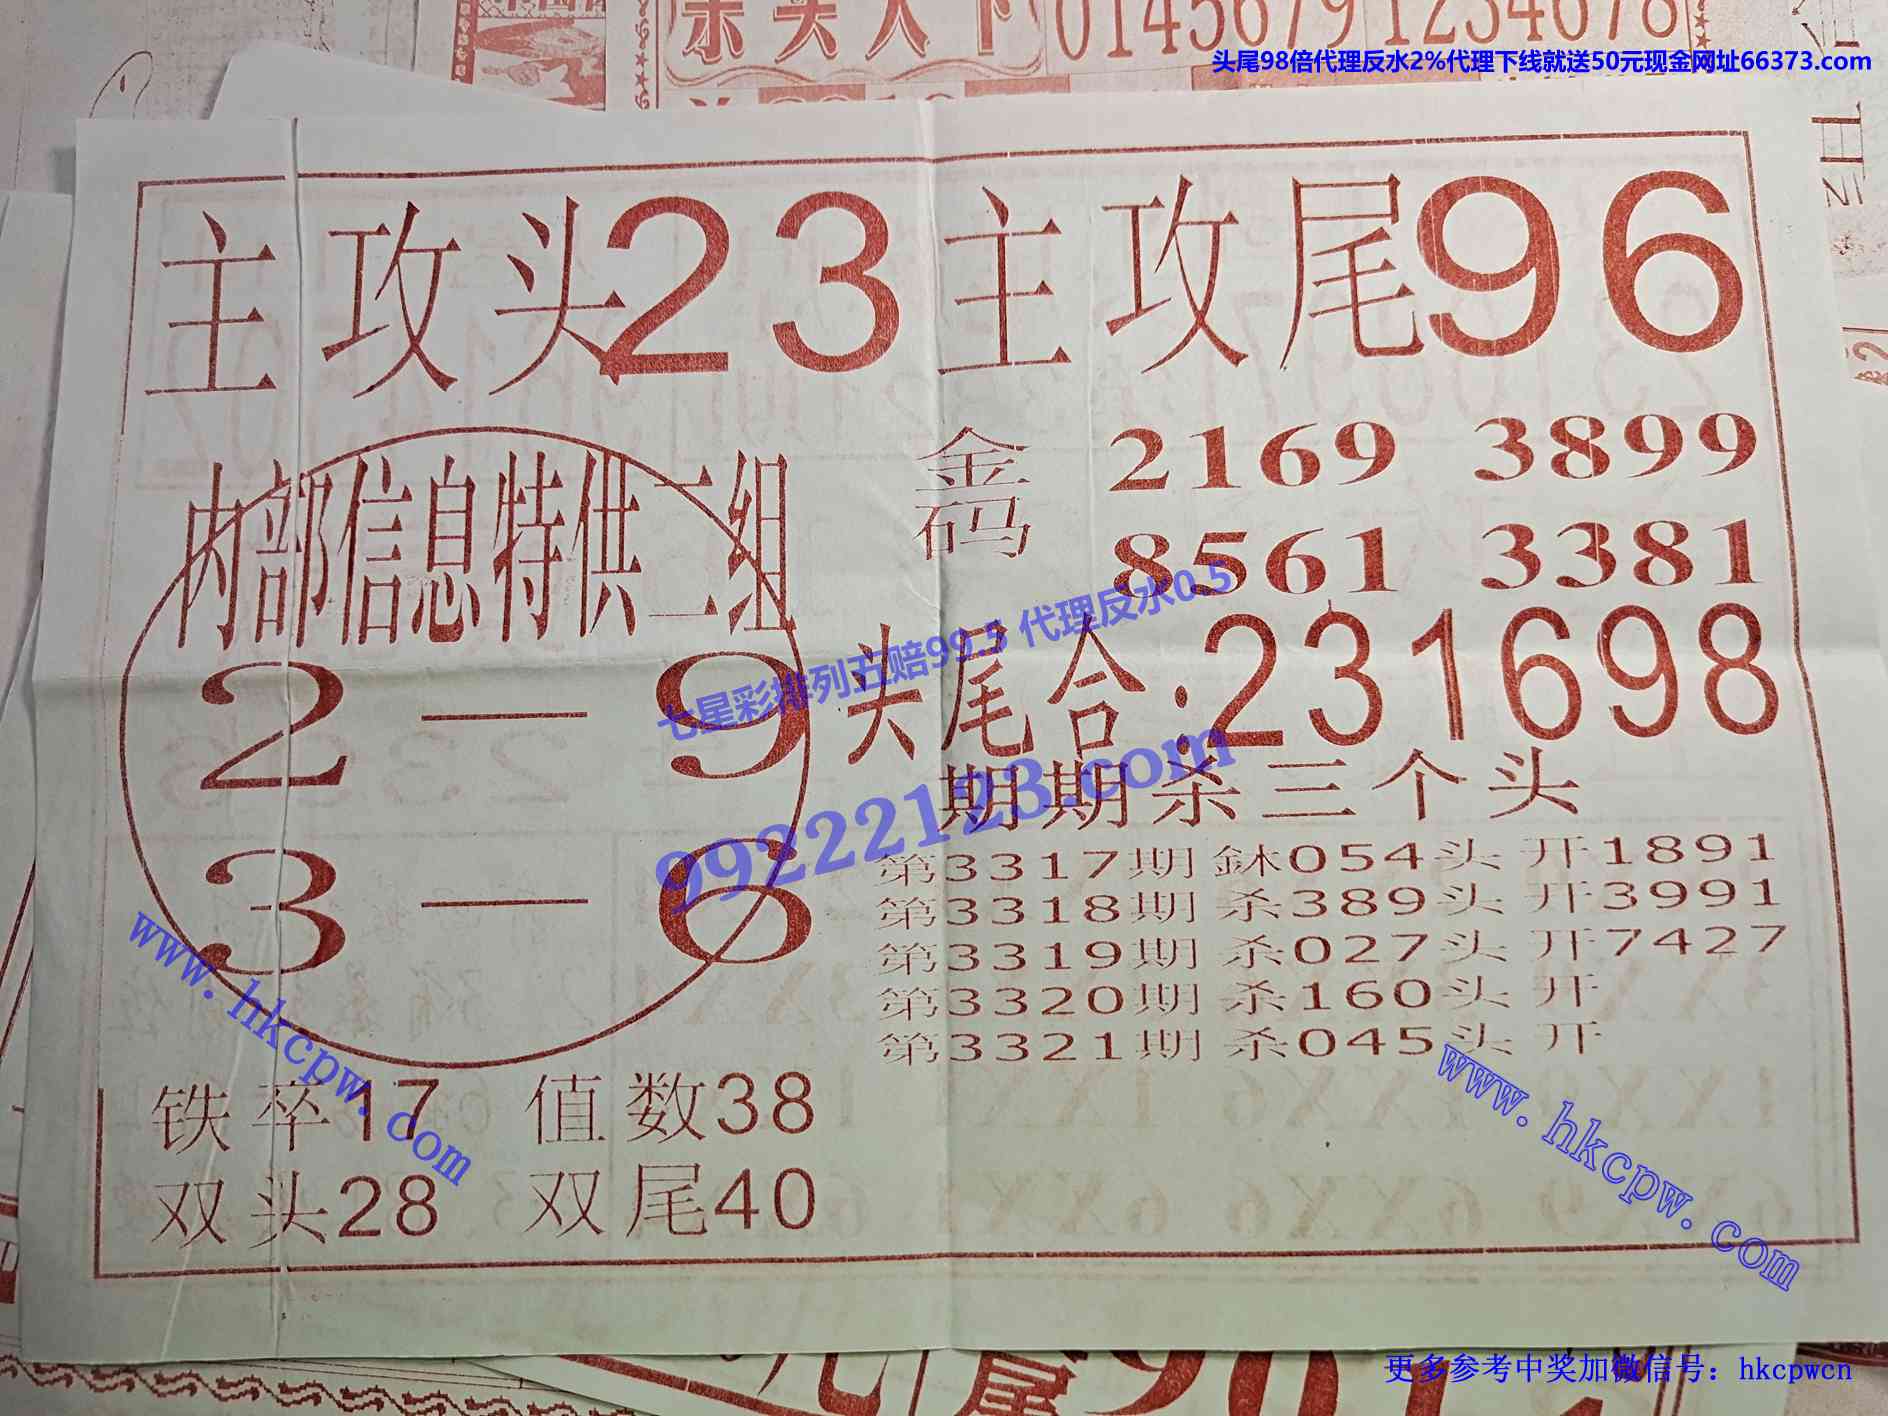 杀头天下 0145679 12345678
头尾98倍代理反水2%代理下线就送50元现金网址66373.com
主攻头23 主攻尾96
内部信息特供二组
2—9
3—6
金码 2169 3899
8561 3381
头尾合:231698
七星彩排列五赔99.5 代理反水0.5
99222123.com
期期杀三个头
第3317期 鉥054头 开1891
第3318期 杀389头 开3991
第3319期 杀027头 开7427
第3320期 杀160头 开
第3321期 杀045头 开
www.hkcpw.com
www.hkcpw.com
铁卒17 值数38
双头28 双尾40
更多参考中奖加微信号：hkcpwcn